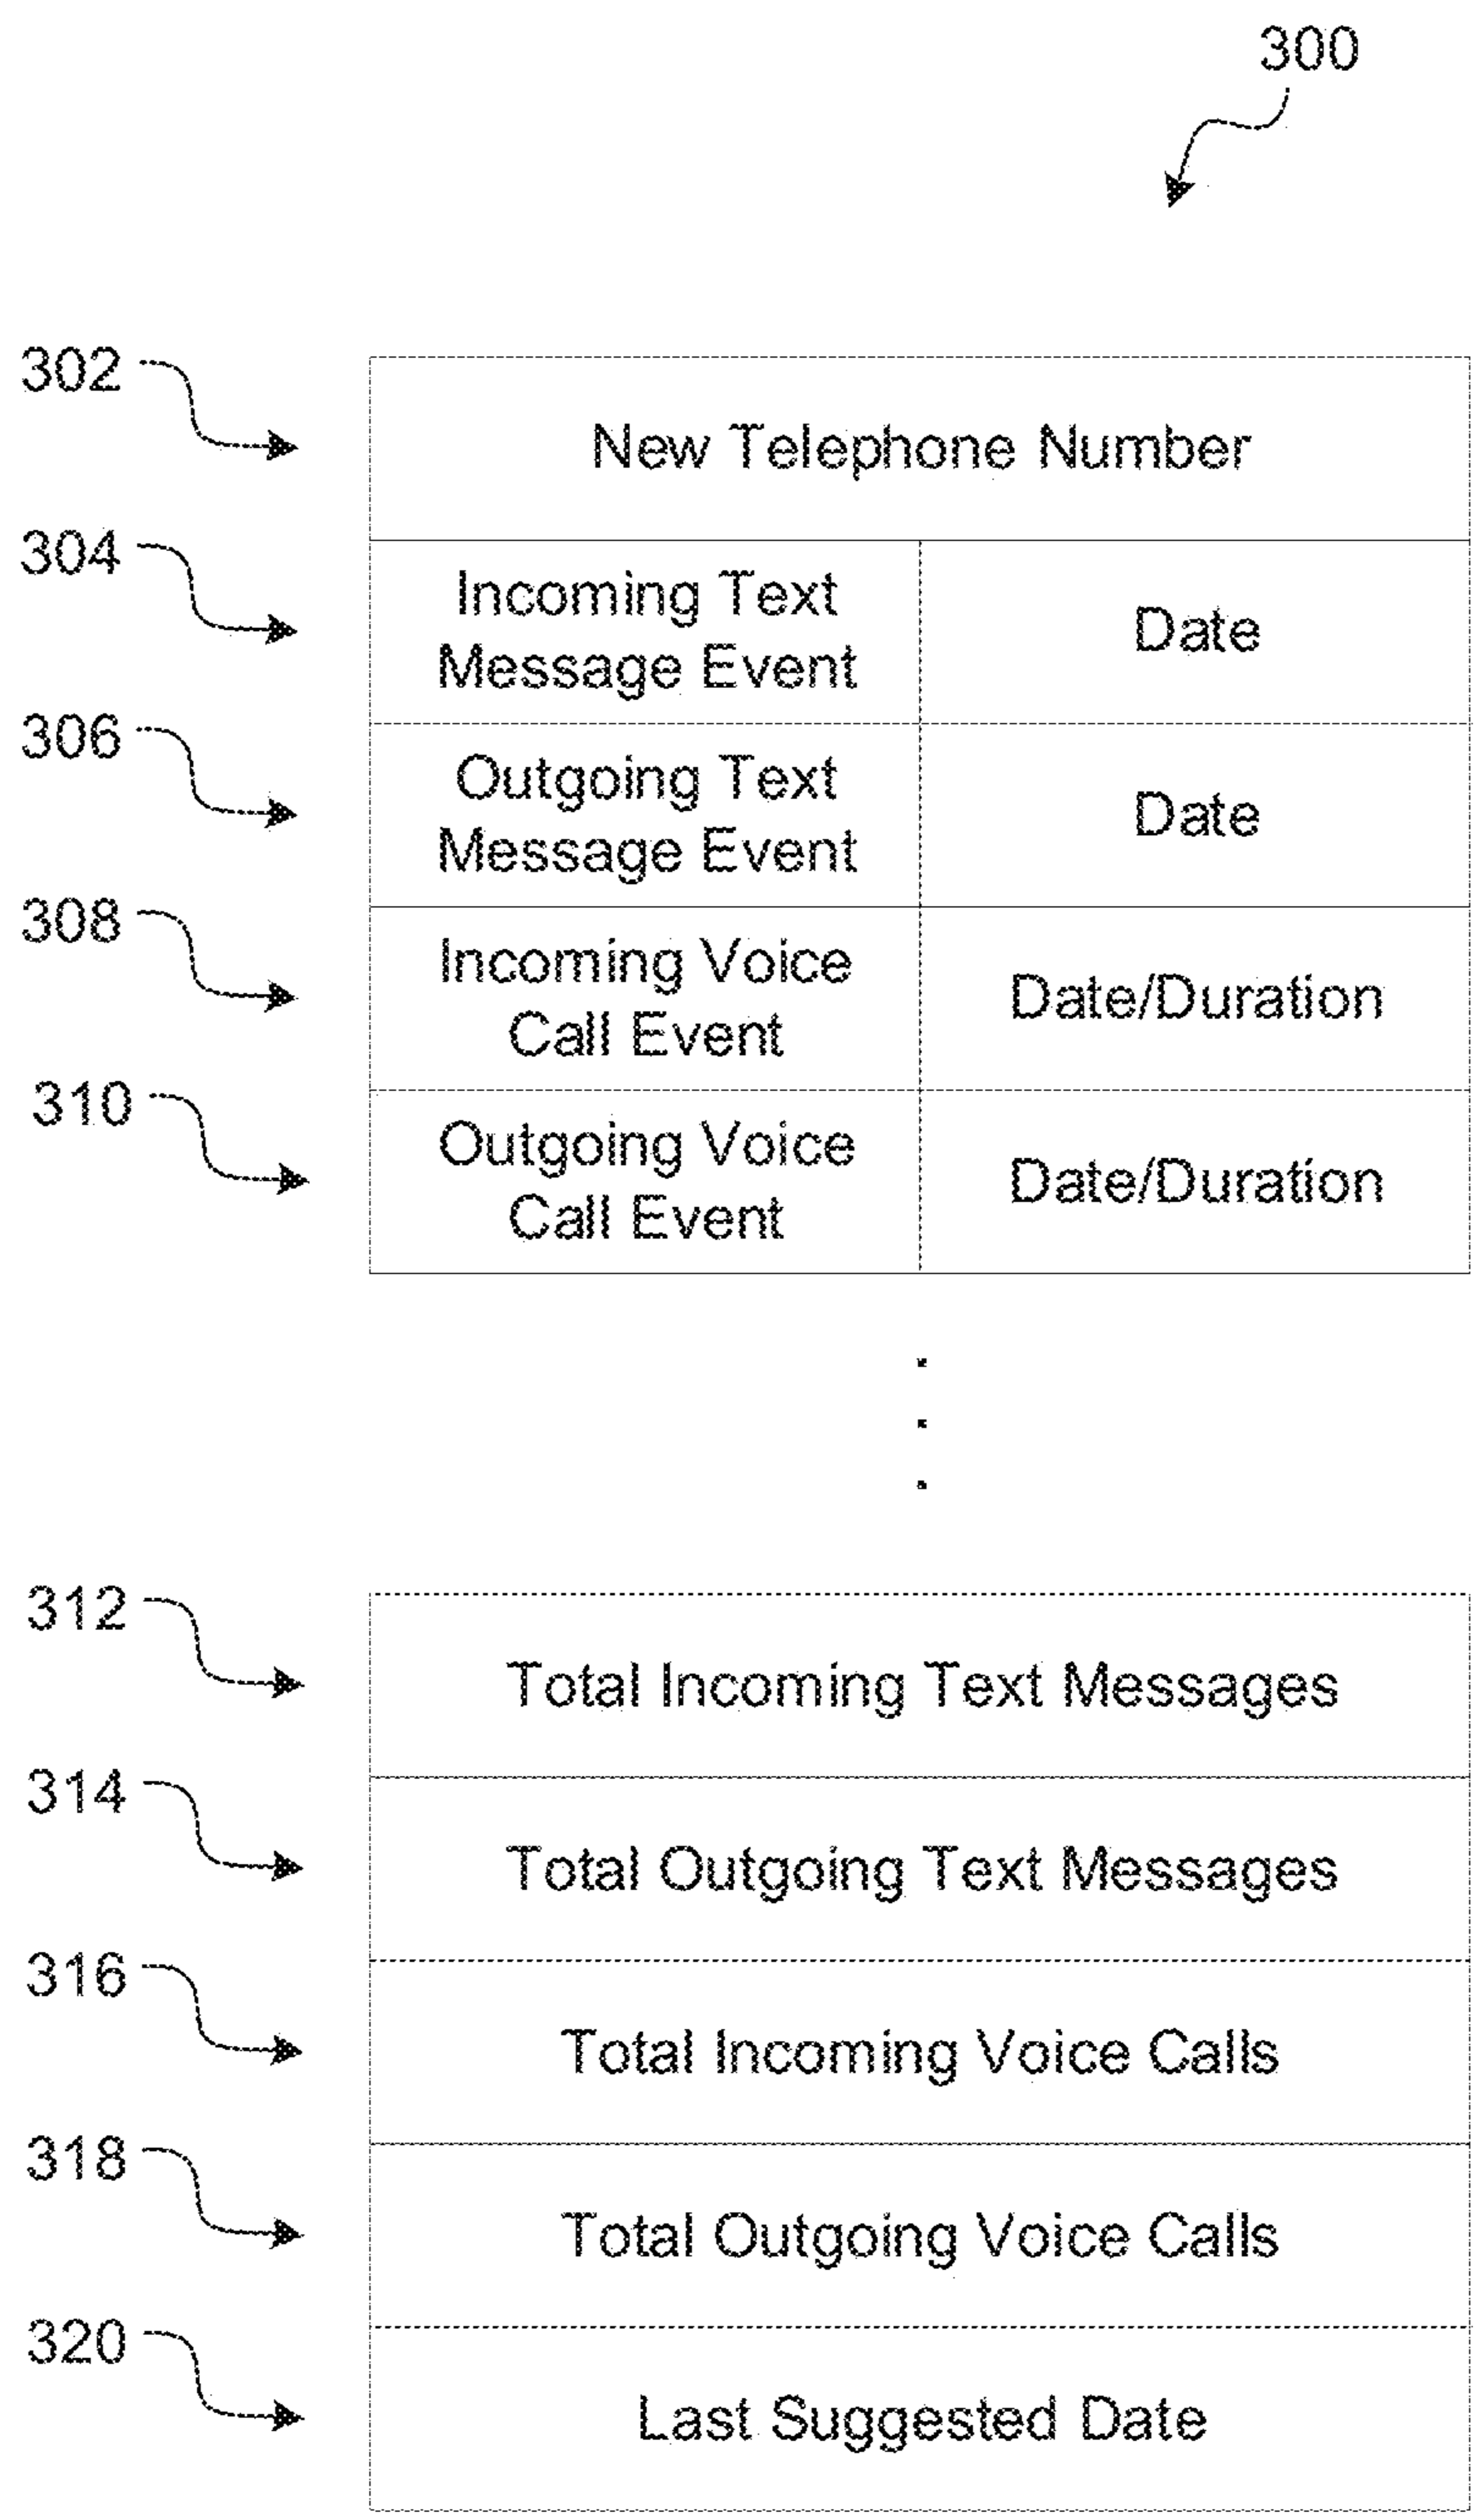 300
302
New Telephone Number
304
Incoming Text
Message Event
Date
306
Outgoing Text
Message Event
Date
308
Incoming Voice
Call Event
Date/Duration
310
Outgoing Voice
Call Event
Date/Duration
312
Total Incoming Text Messages
314
Total Outgoing Text Messages
316
Total Incoming Voice Calls
318
Total Outgoing Voice Calls
320
Last Suggested Date